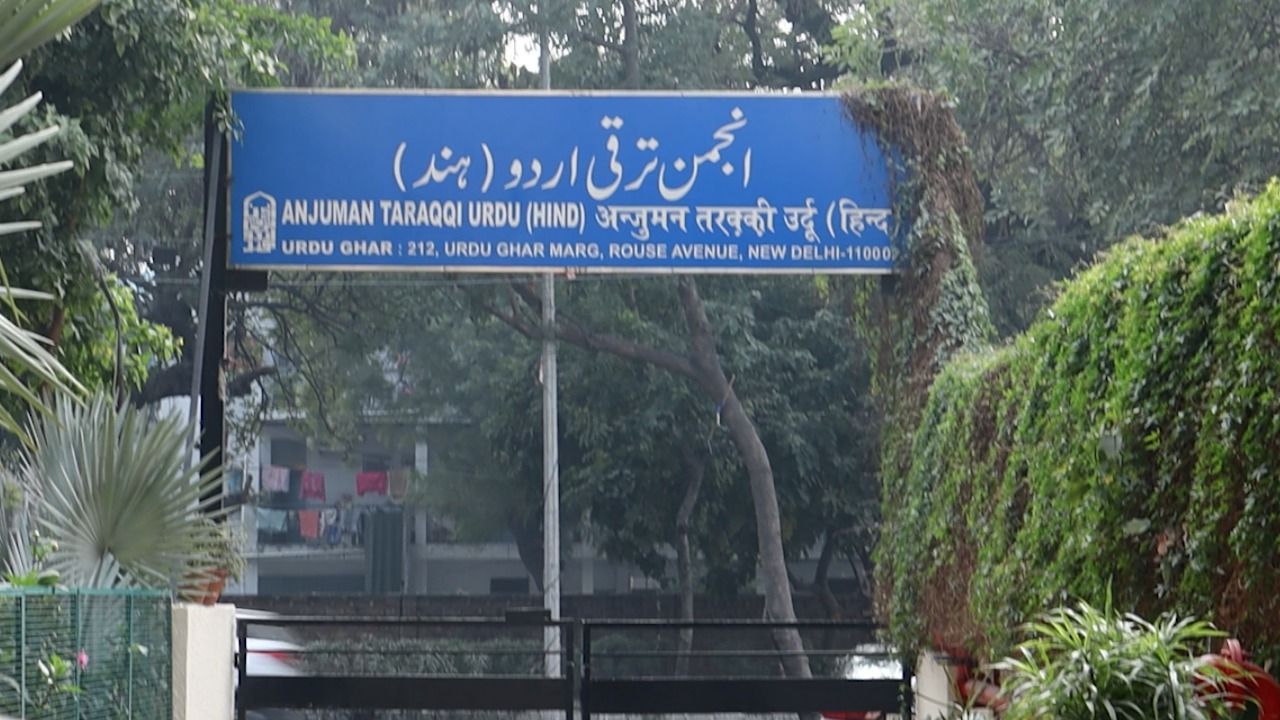 انجمن ترقی اردو (ہند)
ANJUMAN TARAQQI URDU (HIND) अन्जुमन तरक़्क़ी उर्दू (हिन्द
URDU GHAR : 212, URDU GHAR MARG, ROUSE AVENUE, NEW DELHI-11000